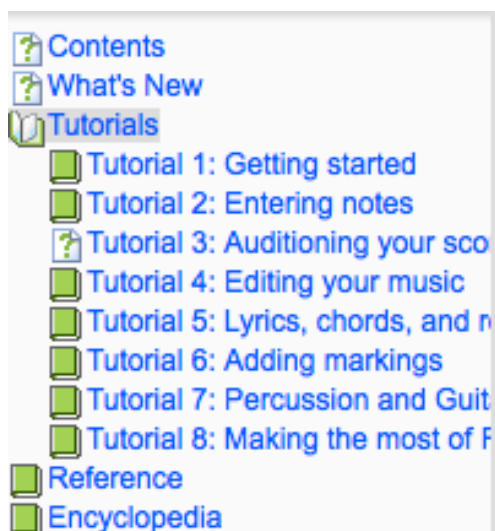 Contents
What's New
Tutorials
Tutorial 1: Getting started
Tutorial 2: Entering notes
Tutorial 3: Auditioning your
Tutorial 4: Editing your music
Tutorial 5: Lyrics, chords, and
Tutorial 6: Adding markings
Tutorial 7: Percussion and
Tutorial 8: Making the most of
Reference
Encyclopedia